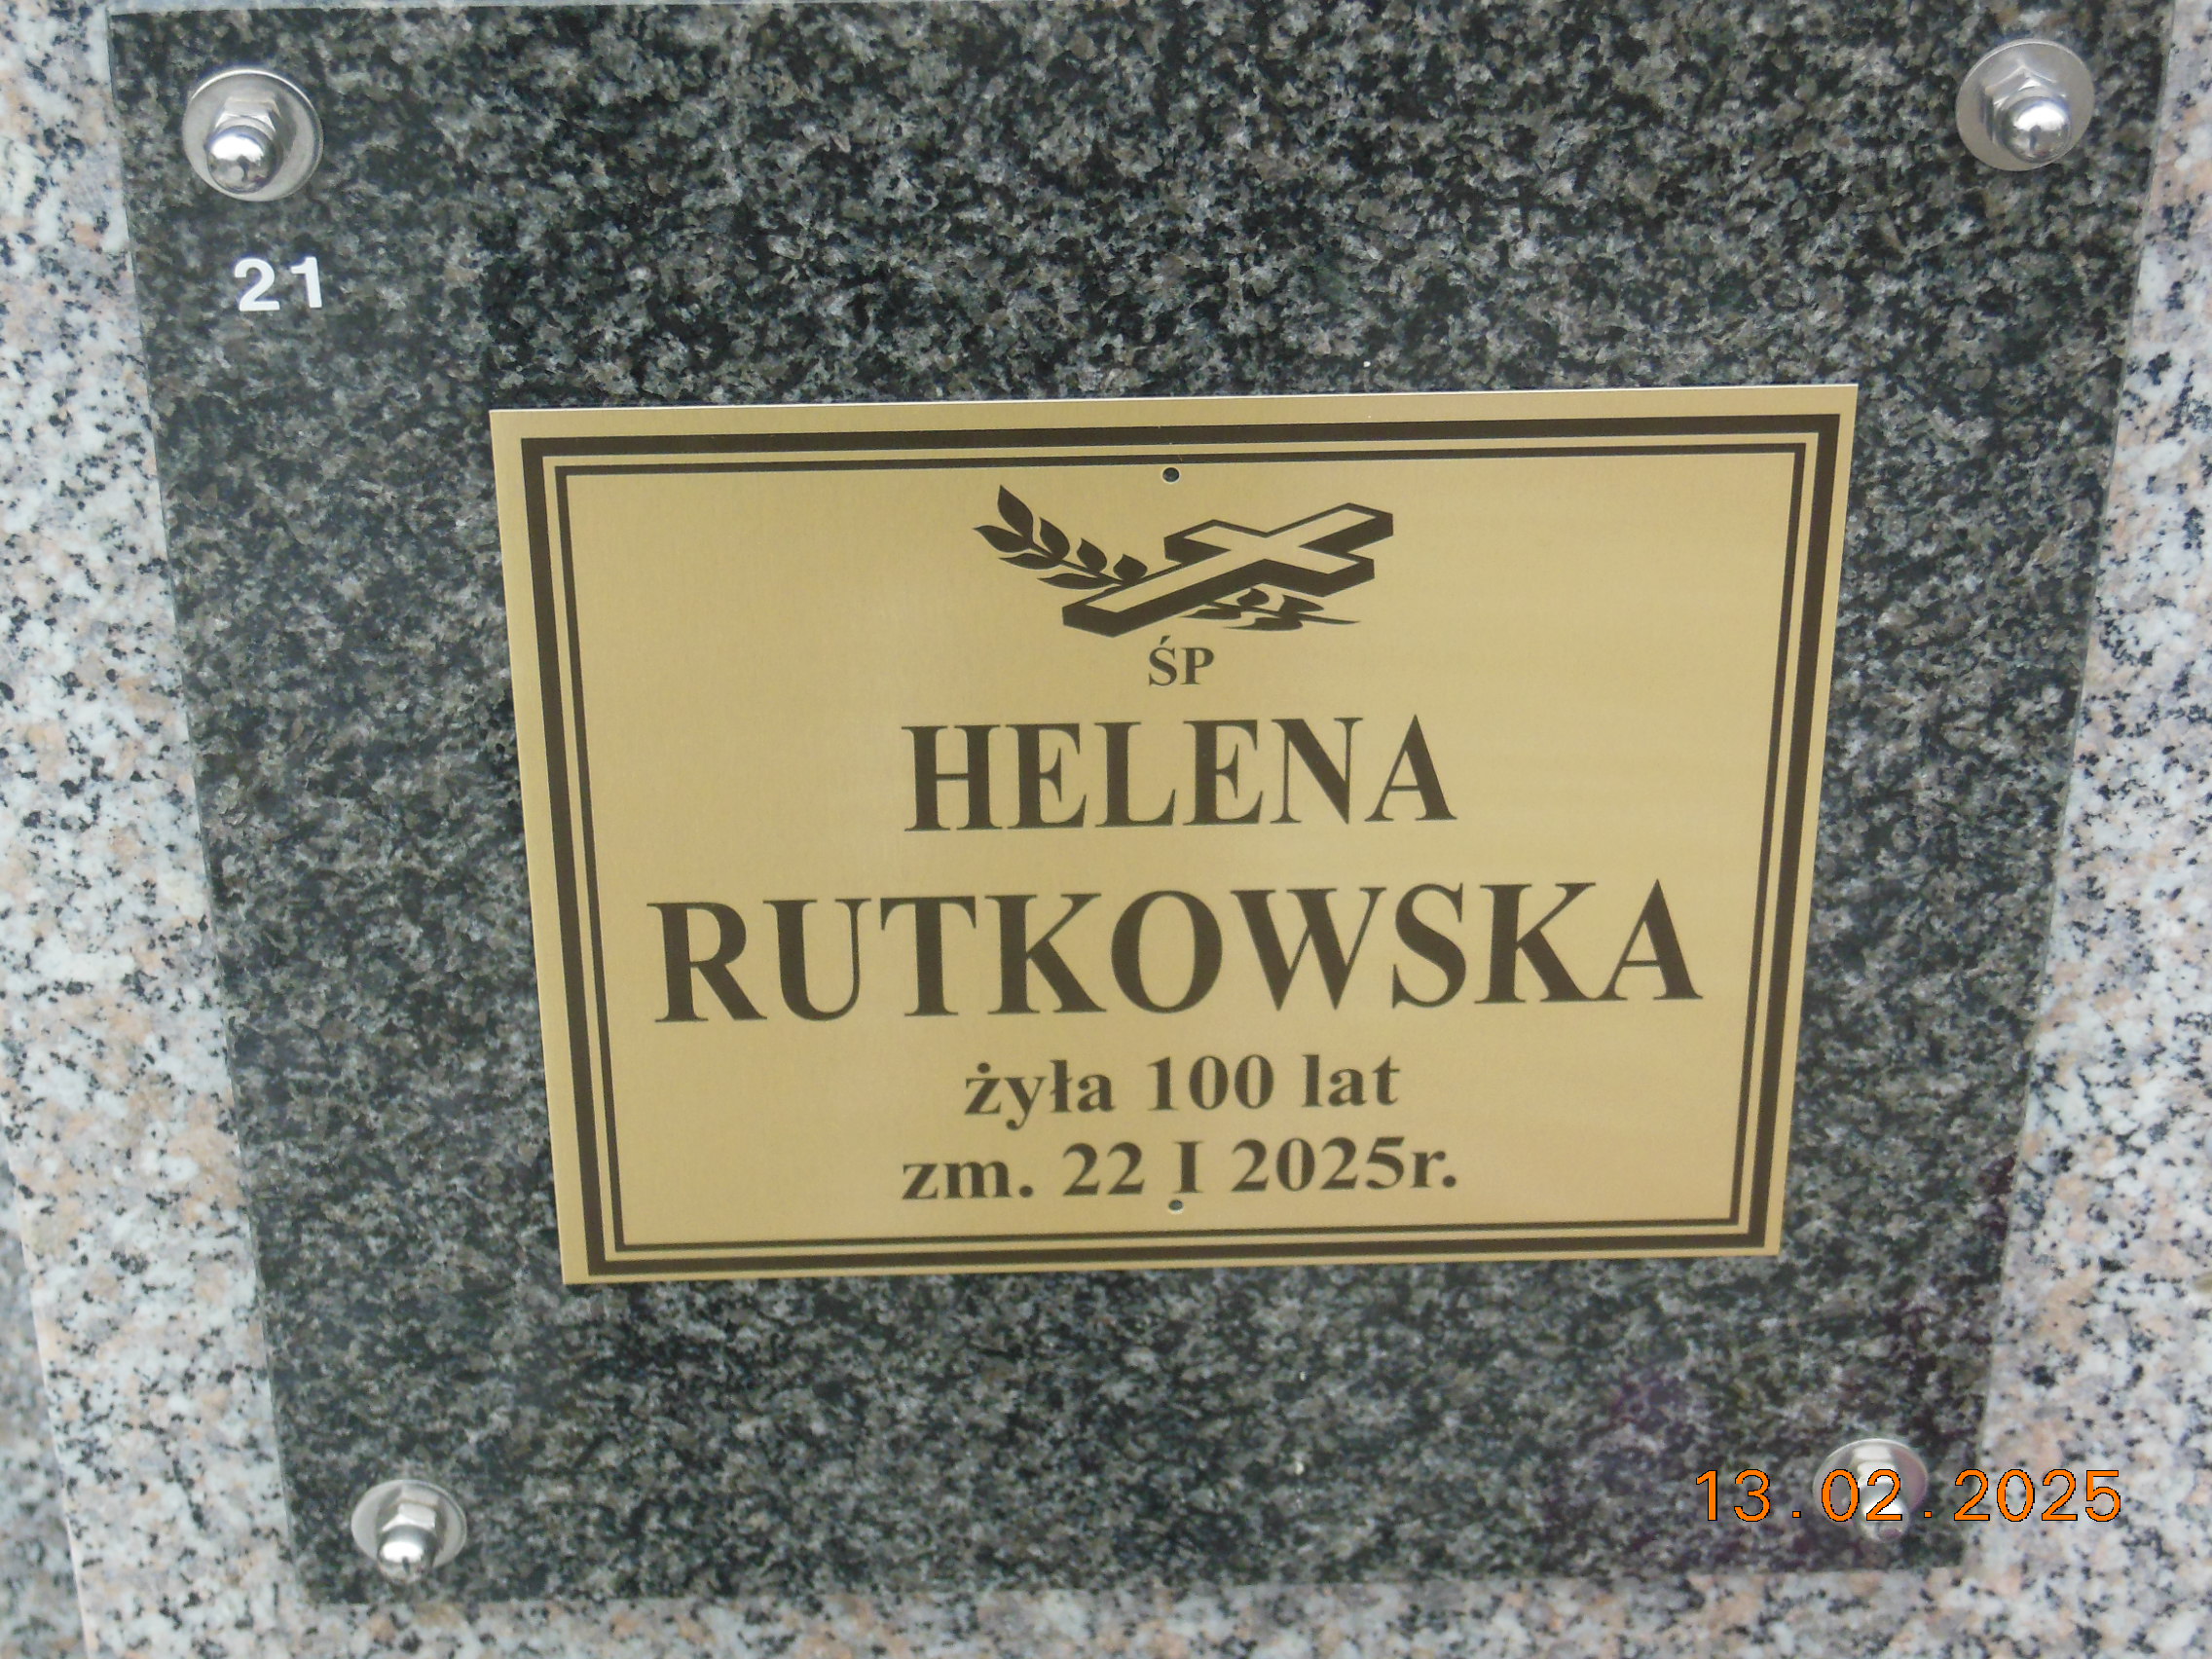 21
ŚP
HELENA
RUTKOWSKA
żyła 100 lat
zm. 22 I 2025r.
13.02.2025